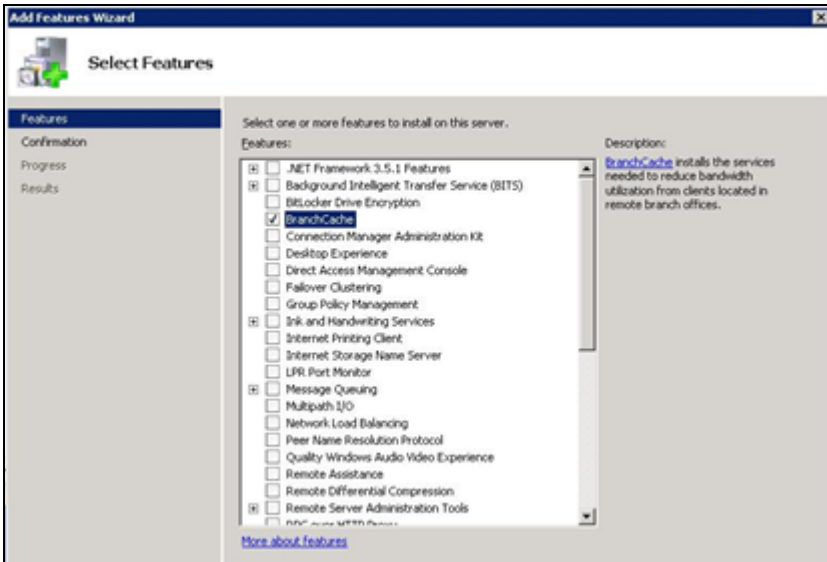 Add Features Wizard
Select Features
Features
Confirmation
Progress
Results
Select one or more features to install on this server.
Features:
.NET Framework 3.5.1 Features
Background Intelligent Transfer Service (BITS)
BitLocker Drive Encryption
BranchCache
Connection Manager Administration Kit
Desktop Experience
Direct Access Management Console
Failover Clustering
Group Policy Management
Ink and Handwriting Services
Internet Printing Client
Internet Storage Name Server
LPR Port Monitor
Message Queuing
Multipath I/O
Network Load Balancing
Peer Name Resolution Protocol
Quality Windows Audio Video Experience
Remote Assistance
Remote Differential Compression
Remote Server Administration Tools
RPC over HTTP Proxy
More about features
Description:
BranchCache installs the services
needed to reduce bandwidth
utilization from clients located in
remote branch offices.